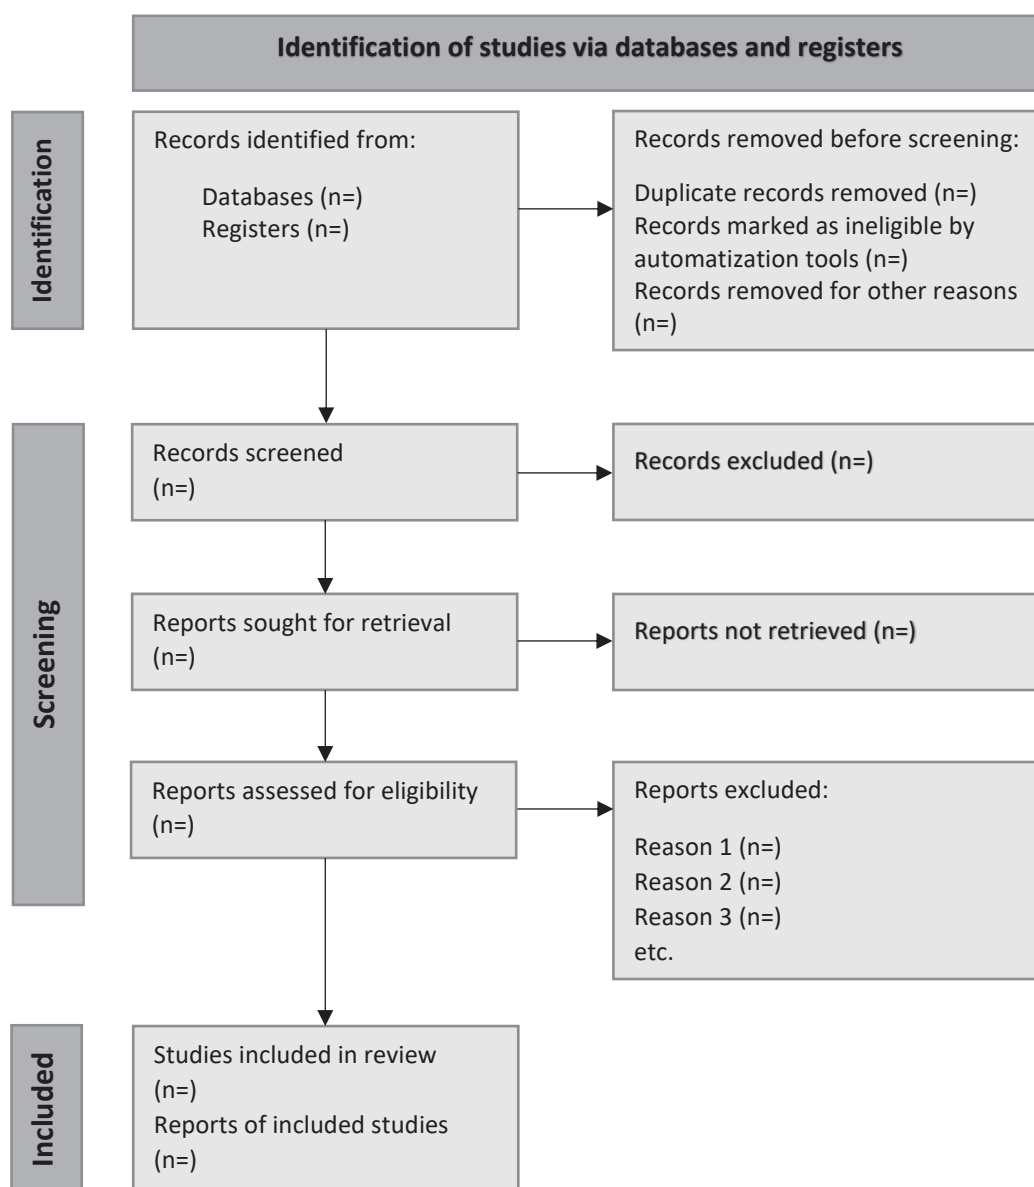 Identification of studies via databases and registers
Identification
Records identified from:
Databases (n=)
Registers (n=)
Records removed before screening:
Duplicate records removed (n=)
Records marked as ineligible by
automatization tools (n=)
Records removed for other reasons
(n=)
Screening
Records screened
(n=)
Records excluded (n=)
Reports sought for retrieval
(n=)
Reports not retrieved (n=)
Reports assessed for eligibility
(n=)
Reports excluded:
Reason 1 (n=)
Reason 2 (n=)
Reason 3 (n=)
etc.
Included
Studies included in review
(n=)
Reports of included studies
(n=)